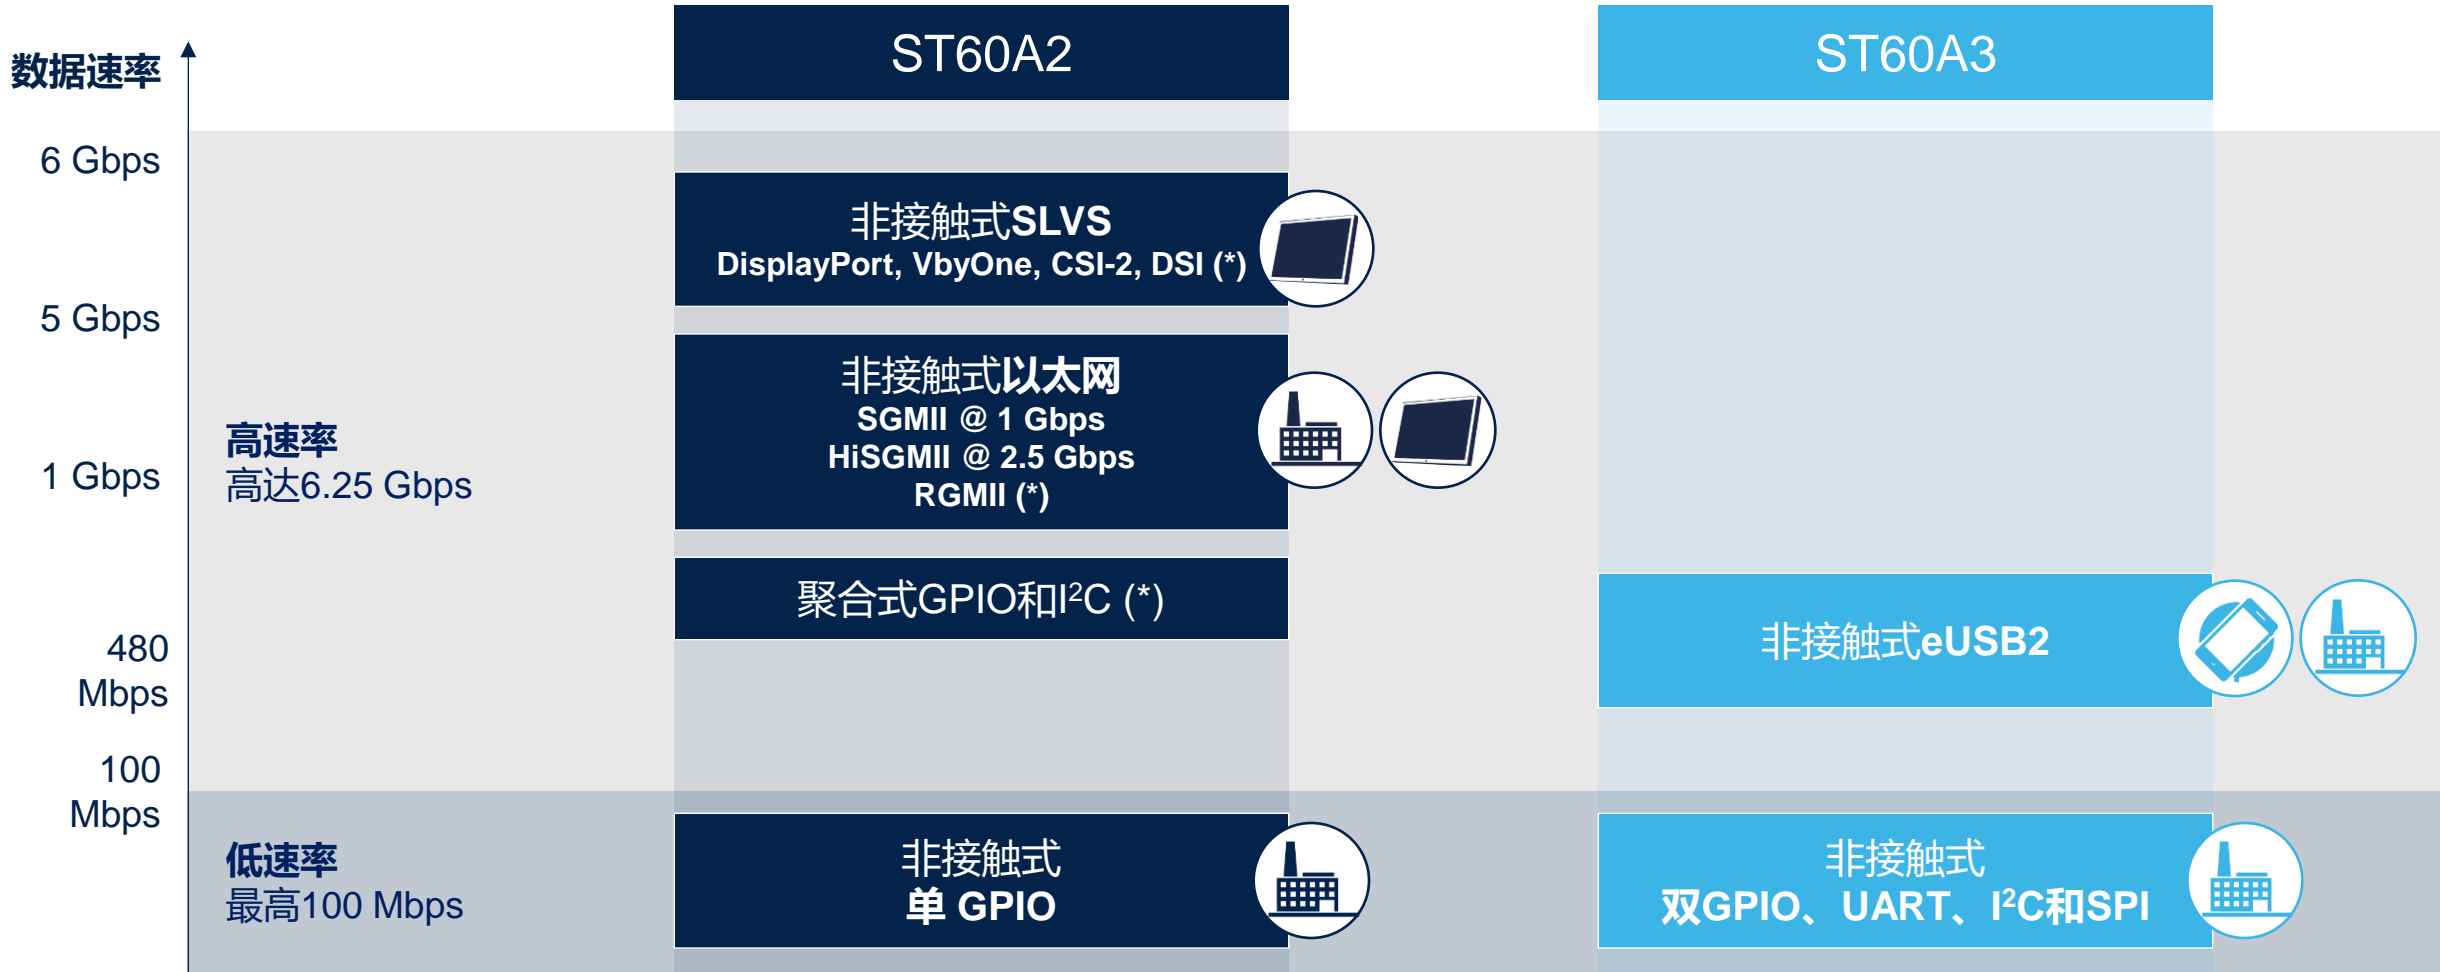 数据速率
ST60A2
ST60A3
6 Gbps
5 Gbps
1 Gbps
480
Mbps
100
Mbps
高速率
高达6.25 Gbps
低速率
最高100 Mbps
非接触式SLVS
DisplayPort, VbyOne, CSI-2, DSI (*)
非接触式以太网
SGMII @ 1 Gbps
HiSGMII @ 2.5 Gbps
RGMII (*)
聚合式GPIO和I²C (*)
非接触式
单 GPIO
非接触式eUSB2
非接触式
双GPIO、UART、I²C和SPI